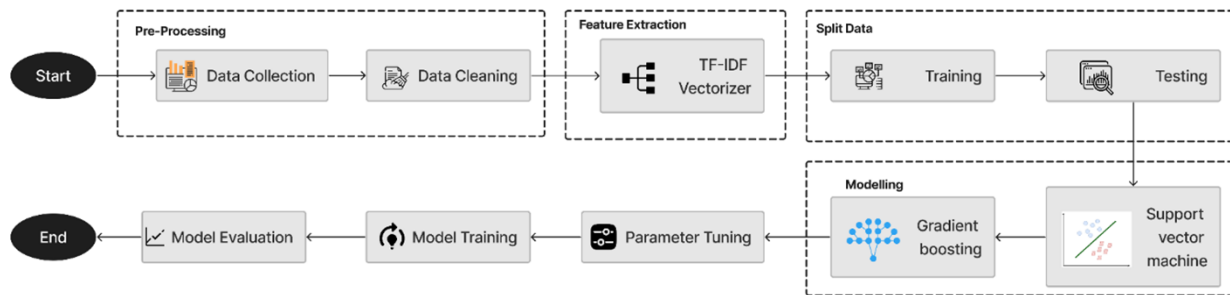 Pre-Processing
Feature Extraction
Split Data
Start
Data Collection
Data Cleaning
TF-IDF
Vectorizer
Training
Testing
Modelling
End
Model Evaluation
Model Training
Parameter Tuning
Gradient
boosting
Support
vector
machine